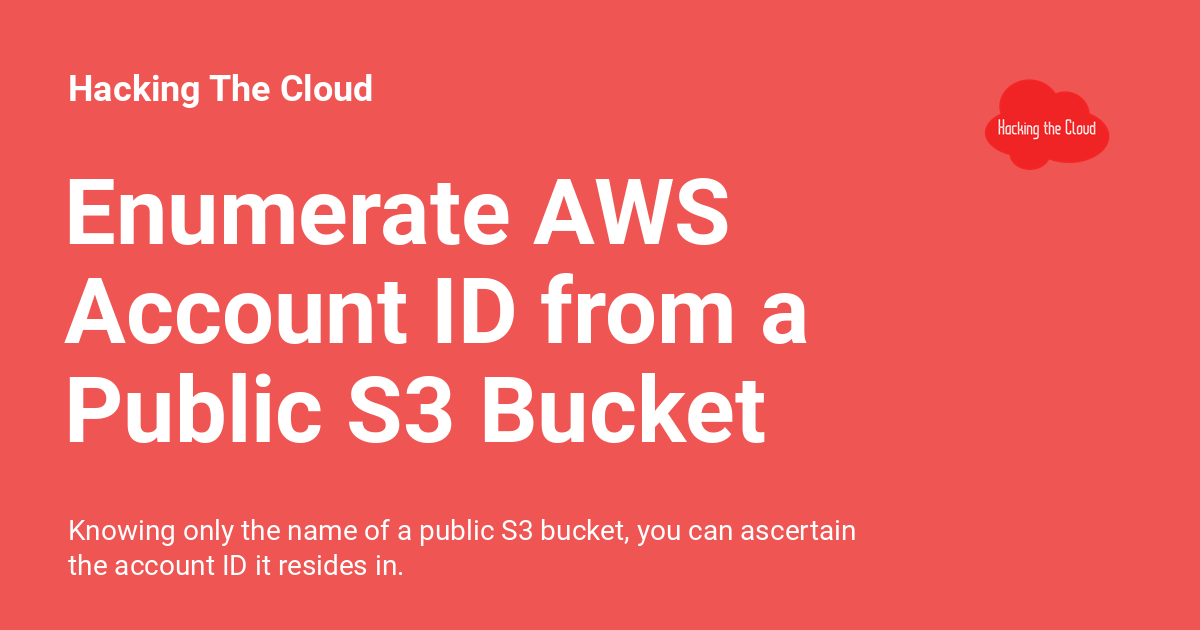 Hacking The Cloud
Hacking the Cloud
Enumerate AWS
Account ID from a
Public S3 Bucket
Knowing only the name of a public S3 bucket, you can ascertain
the account ID it resides in.